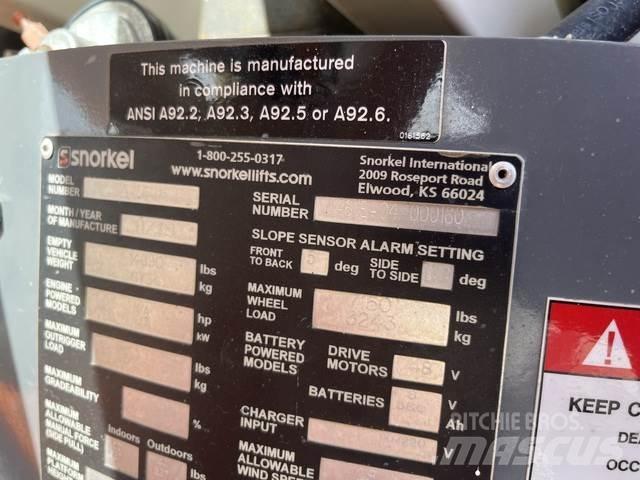 This machine is manufactured
in compliance with
ANSI A92.2, A92.3, A92.5 or A92.6.
0161562
snorkel
1-800-255-0317
www.snorkellifts.com
Snorkel International
2009 Roseport Road
Elwood, KS 66024
MODEL
NUMBER
SERIAL
NUMBER
MONTH / YEAR
OF MANUFACTURE
SLOPE SENSOR ALARM SETTING
FRONT
TO BACK
5
deg
SIDE
TO SIDE
deg
EMPTY
VEHICLE
WEIGHT
lbs
kg
MAXIMUM
WHEEL
LOAD
lbs
kg
ENGINE
POWERED
MODELS
hp
kW
BATTERY
POWERED
MODELS
DRIVE
MOTORS
48
V
BATTERIES
V
Ah
MAXIMUM
OUTRIGGER
LOAD
lbs
kg
MAXIMUM
GRADEABILITY
%
CHARGER
INPUT
V
MAXIMUM
ALLOWABLE
MANUAL FORCE
(SIDE PULL)
Indoors
Outdoors
lbs
MAXIMUM
ALLOWABLE
WIND SPEED
MAXIMUM
PLATFORM
KEEP C
DE
OCC
RITCHIE BROS.
MASCUS